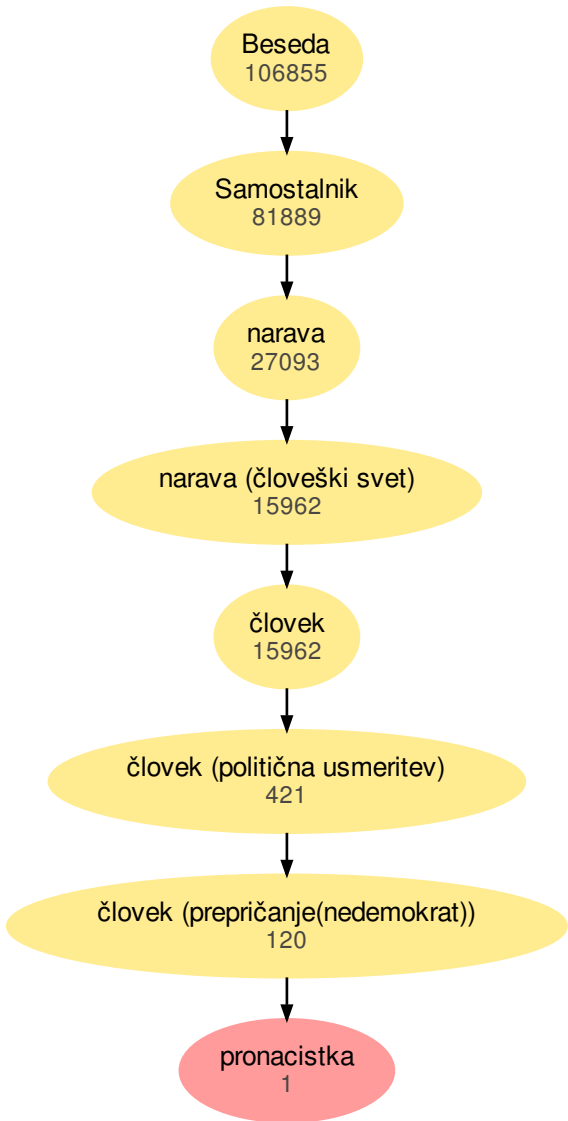 Beseda
106855
Samostalnik
81889
narava
27093
narava (človeški svet)
15962
človek
15962
človek (politična usmeritev)
421
človek (prepričanje(nedemokrat))
120
pronacistka
1